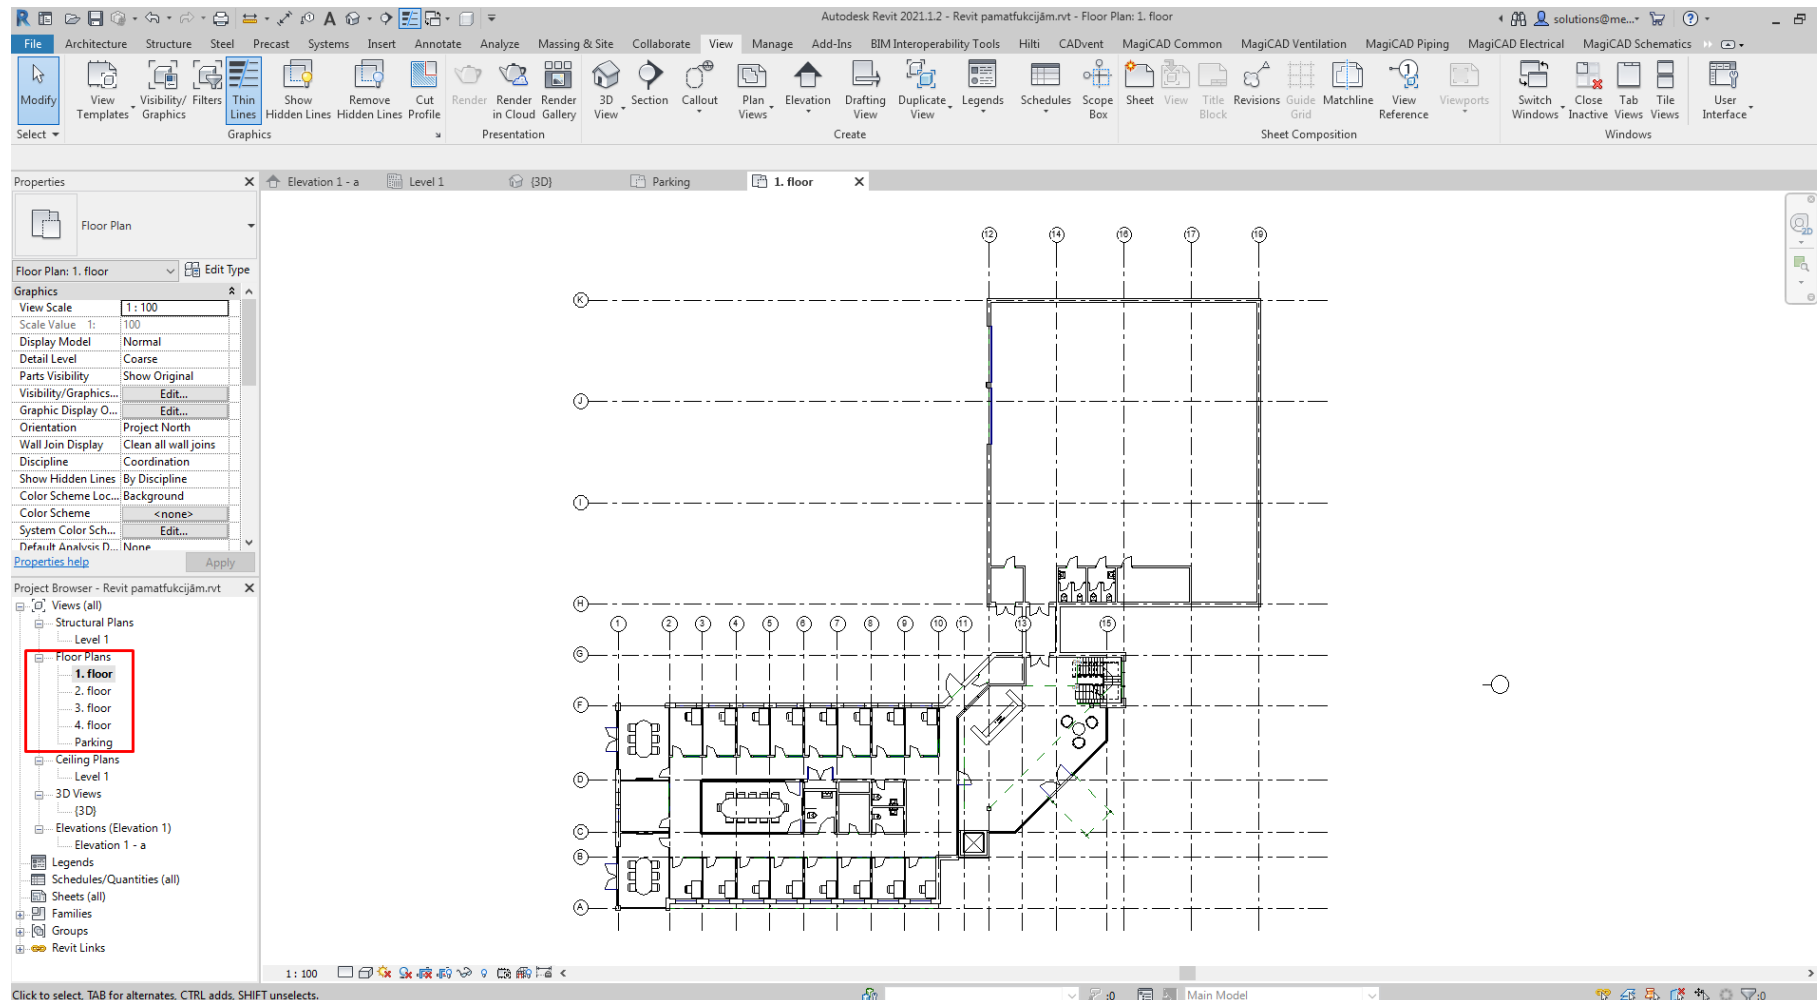 Autodesk Revit 2021.1.2 - Revit pamatfukcijām.rvt - Floor Plan: 1. floor
solutions@me...
File Architecture Structure Steel Precast Systems Insert Annotate Analyze Massing & Site Collaborate View Manage Add-Ins BIM Interoperability Tools Hilti CADvent MagiCAD Common MagiCAD Ventilation MagiCAD Piping MagiCAD Electrical MagiCAD Schematics
Modify View Templates Visibility/ Graphics Filters Thin Lines Show Hidden Lines Remove Hidden Lines Cut Profile Render Render in Cloud Render Gallery 3D View Section Callout Plan Views Elevation Drafting View Duplicate View Legends Schedules Scope Box Sheet View Title Block Revisions Guide Grid Matchline View Reference Viewports Switch Windows Close Inactive Tab Views Tile Views User Interface
Select Graphics Presentation Create Sheet Composition Windows
Properties
Elevation 1 - a Level 1 {3D} Parking 1. floor
Floor Plan
Floor Plan: 1. floor Edit Type
Graphics
View Scale 1 : 100
Scale Value 1: 100
Display Model Normal
Detail Level Coarse
Parts Visibility Show Original
Visibility/Graphics... Edit...
Graphic Display O... Edit...
Orientation Project North
Wall Join Display Clean all wall joins
Discipline Coordination
Show Hidden Lines By Discipline
Color Scheme Loc... Background
Color Scheme <none>
System Color Sch... Edit...
Default Analysis D... None
Properties help Apply
Project Browser - Revit pamatfukcijām.rvt
Views (all)
Structural Plans
Level 1
Floor Plans
1. floor
2. floor
3. floor
4. floor
Parking
Ceiling Plans
Level 1
3D Views
{3D}
Elevations (Elevation 1)
Elevation 1 - a
Legends
Schedules/Quantities (all)
Sheets (all)
Families
Groups
Revit Links
12 14 16 17 19
K
J
I
H
1 2 3 4 5 6 7 8 9 10 11 13 15
G
F
D
C
B
A
2D
1 : 100
Click to select, TAB for alternates, CTRL adds, SHIFT unselects.
:0
Main Model
:0